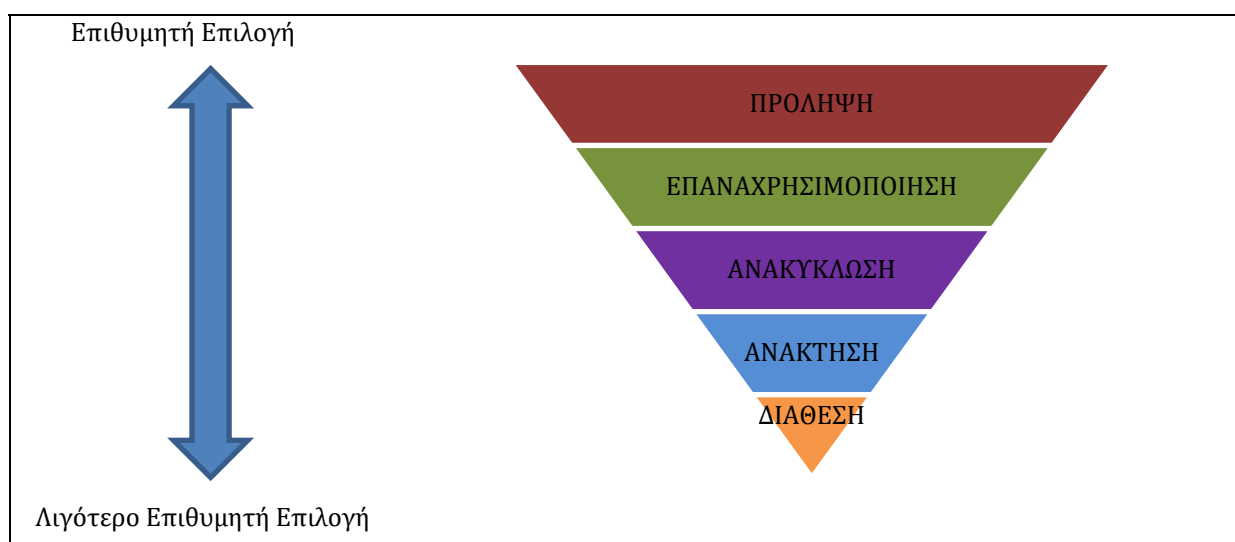 Επιθυμητή Επιλογή
ΠΡΟΛΗΨΗ
ΕΠΑΝΑΧΡΗΣΙΜΟΠΟΙΗΣΗ
ΑΝΑΚΥΚΛΩΣΗ
ΑΝΑΚΤΗΣΗ
ΔΙΑΘΕΣΗ
Λιγότερο Επιθυμητή Επιλογή